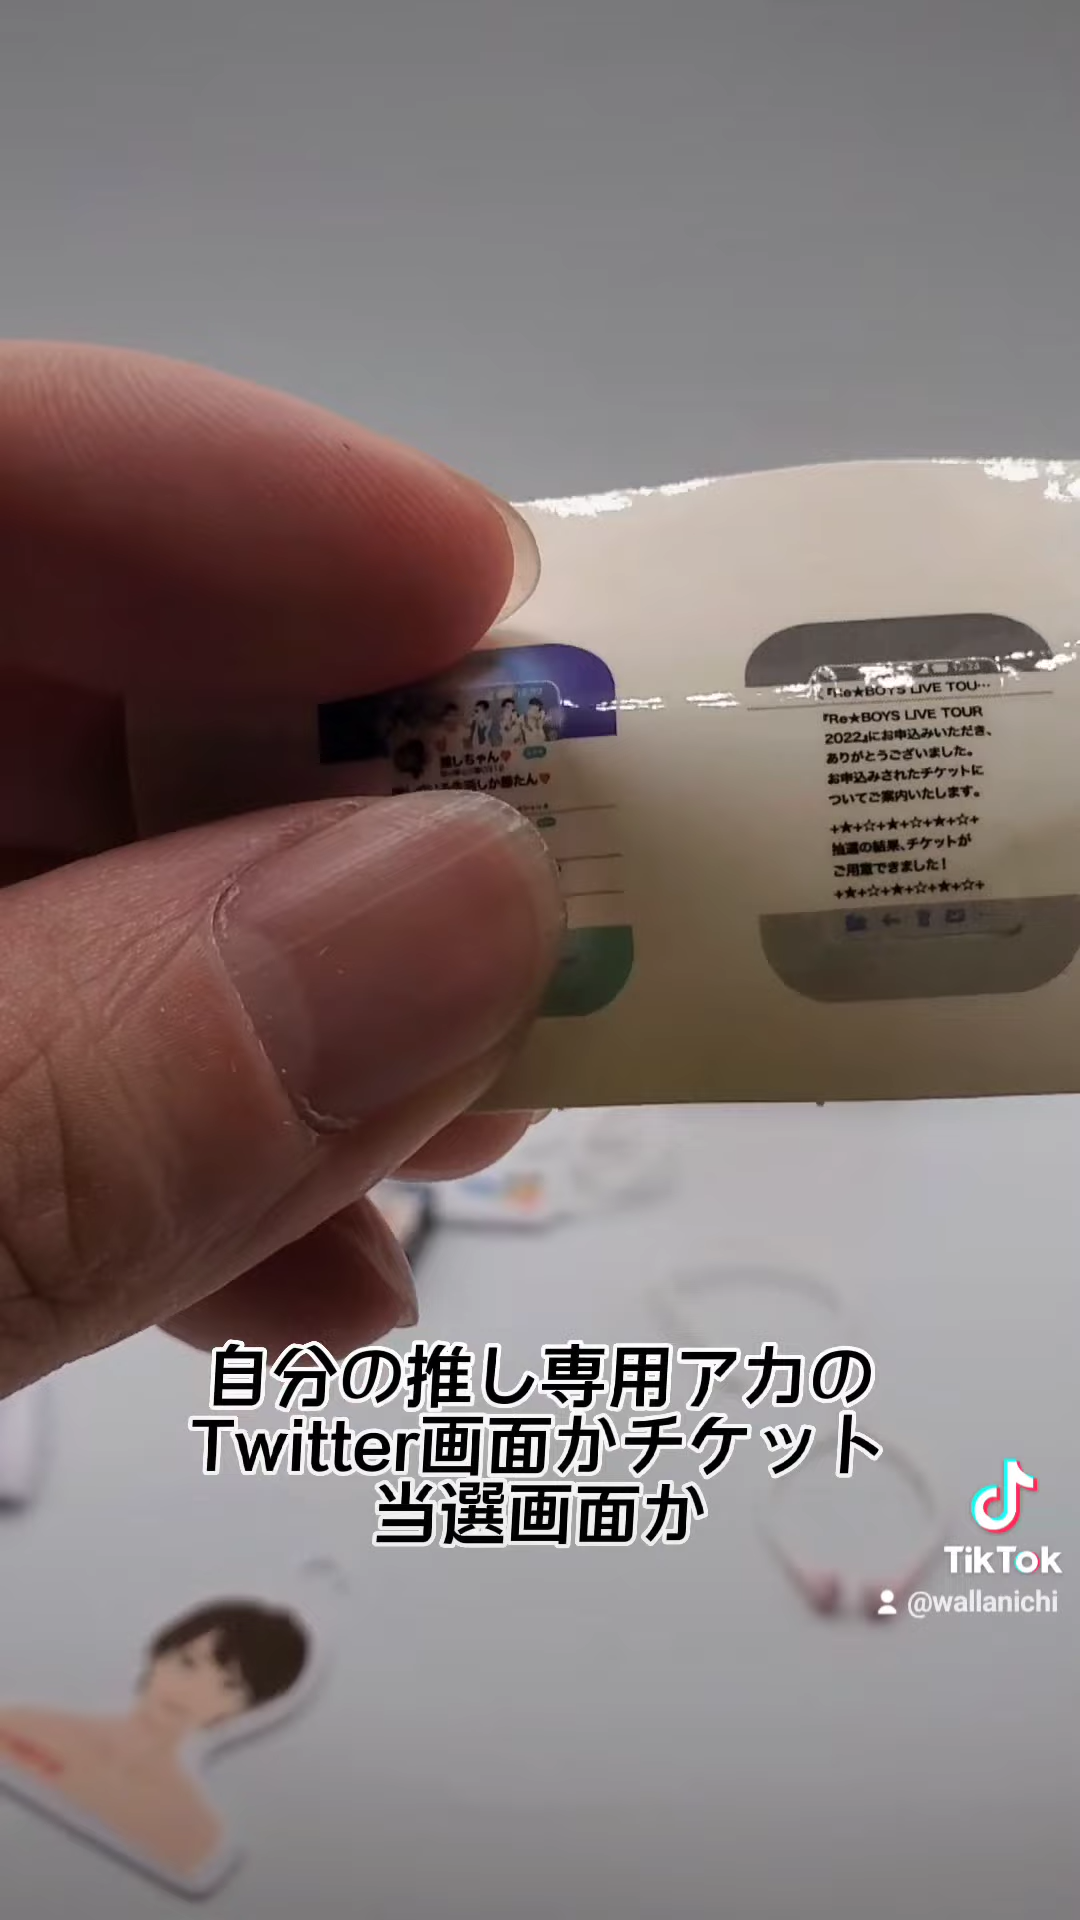 推しちゃん
『Re★BOYS LIVE TOU…
『Re★BOYS LIVE TOUR
2022』にお申込みいただき、
ありがとうございました。
お申込みされたチケットに
ついてご案内いたします。
+★+☆+★+☆+★+☆+
抽選の結果、チケットが
ご用意できました!
+★+☆+★+☆+★+☆+
自分の推し専用アカの
Twitter画面かチケット
当選画面か
TikTok
@wallanichi